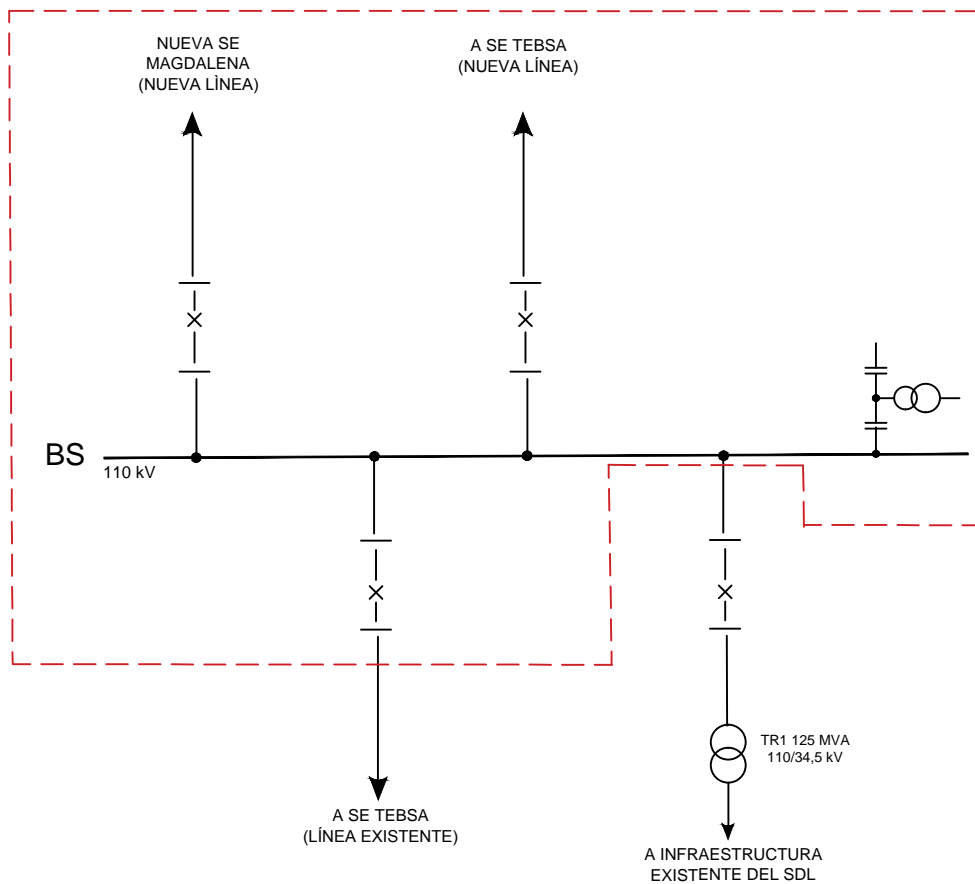 NUEVA SE
MAGDALENA
(NUEVA LÌNEA)
A SE TEBSA
(NUEVA LÍNEA)
BS
110 kV
TR1 125 MVA
110/34,5 kV
A SE TEBSA
(LÍNEA EXISTENTE)
A INFRAESTRUCTURA
EXISTENTE DEL SDL